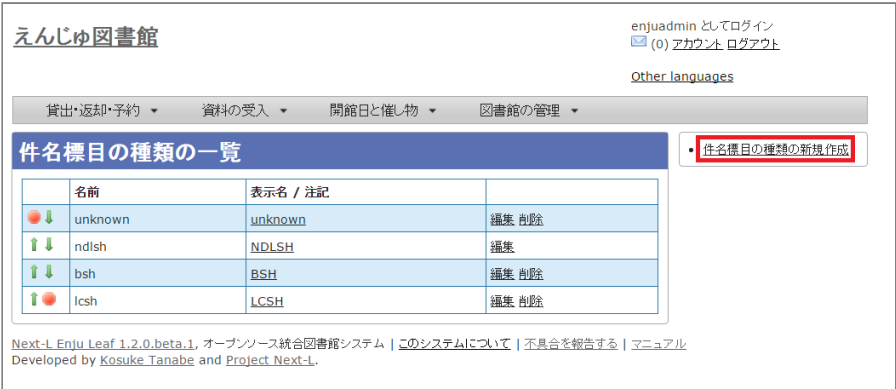 えんじゅ図書館
enjuadmin としてログイン
(0) アカウント ログアウト
Other languages
貸出・返却・予約 ▼ 資料の受入 ▼ 開館日と催し物 ▼ 図書館の管理 ▼
件名標目の種類の一覧
• 件名標目の種類の新規作成
名前 表示名 / 注記
unknown unknown 編集 削除
ndlsh NDLSH 編集
bsh BSH 編集 削除
lcsh LCSH 編集 削除
Next-L Enju Leaf 1.2.0.beta.1, オープンソース統合図書館システム | このシステムについて | 不具合を報告する | マニュアル
Developed by Kosuke Tanabe and Project Next-L.